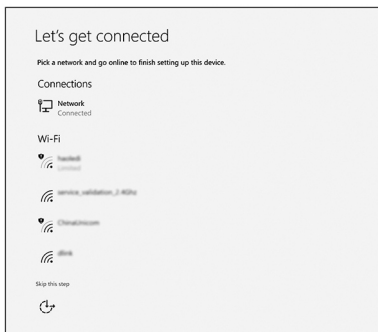 Let's get connected
Pick a network and go online to finish setting up this device.
Connections
Network
Connected
Wi-Fi
Limited
service_validation_2.4Ghz
ChinaUnicom
dlink
Skip this step